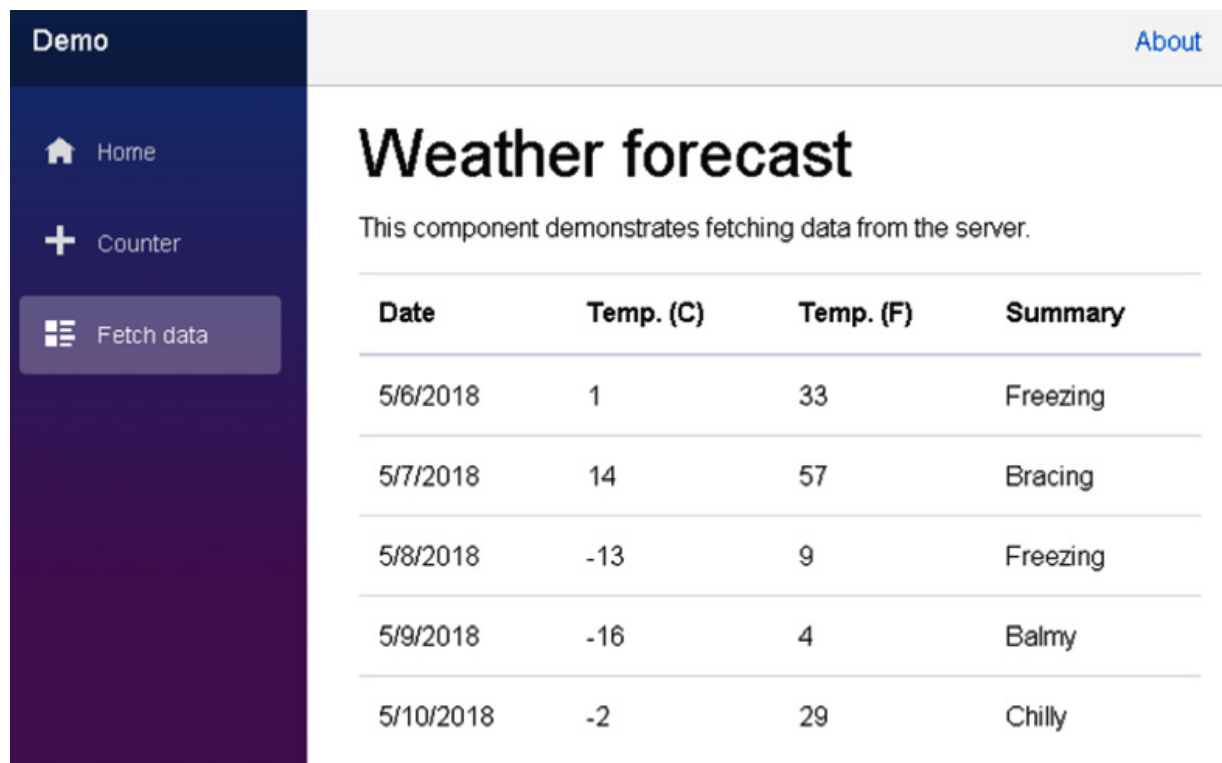 Demo
About
Home
Counter
Fetch data
Weather forecast
This component demonstrates fetching data from the server.
Date Temp. (C) Temp. (F) Summary
5/6/2018 1 33 Freezing
5/7/2018 14 57 Bracing
5/8/2018 -13 9 Freezing
5/9/2018 -16 4 Balmy
5/10/2018 -2 29 Chilly